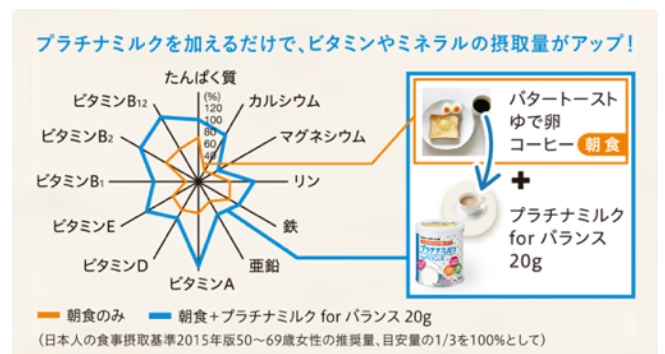 プラチナミルクを加えるだけで、ビタミンやミネラルの摂取量がアップ！
たんぱく質
(%)
120
100
80
60
40
カルシウム
マグネシウム
リン
鉄
亜鉛
ビタミンA
ビタミンD
ビタミンE
ビタミンB1
ビタミンB2
ビタミンB12
バタートースト
ゆで卵
コーヒー 朝食
+
プラチナミルク
for バランス
20g
プラチナミルク
朝食のみ
朝食+プラチナミルク for バランス 20g
（日本人の食事摂取基準2015年版50～69歳女性の推奨量、目安量の1/3を100%として）